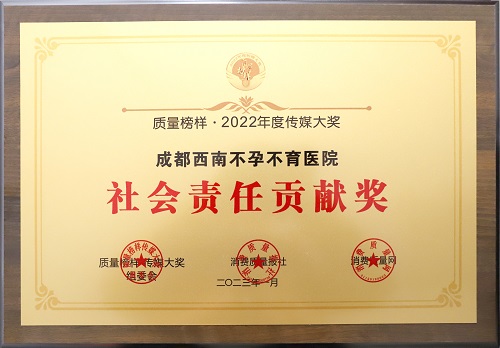 质量榜样·2022年度传媒大奖
成都西南不孕不育医院
社会责任贡献奖
质量榜样·传媒大奖 消费质量报社 消费质量网
组委会
二〇二三年一月